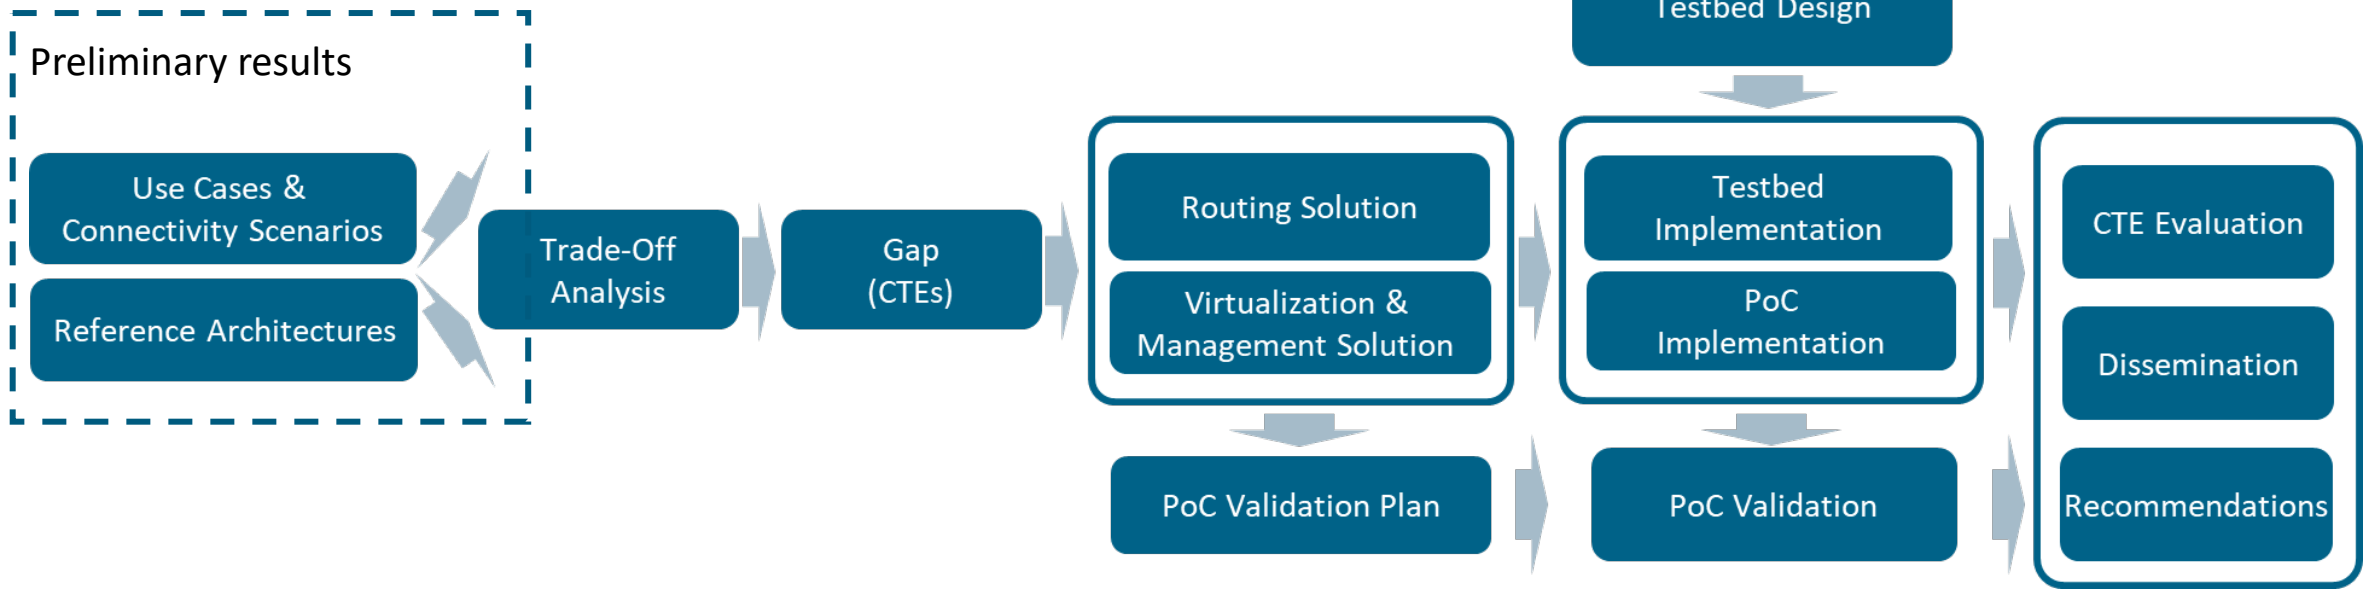 Testbed Design
Preliminary results
Use Cases &
Connectivity Scenarios
Reference Architectures
Trade-Off
Analysis
Gap
(CTEs)
Routing Solution
Virtualization &
Management Solution
PoC Validation Plan
Testbed
Implementation
PoC
Implementation
PoC Validation
CTE Evaluation
Dissemination
Recommendations